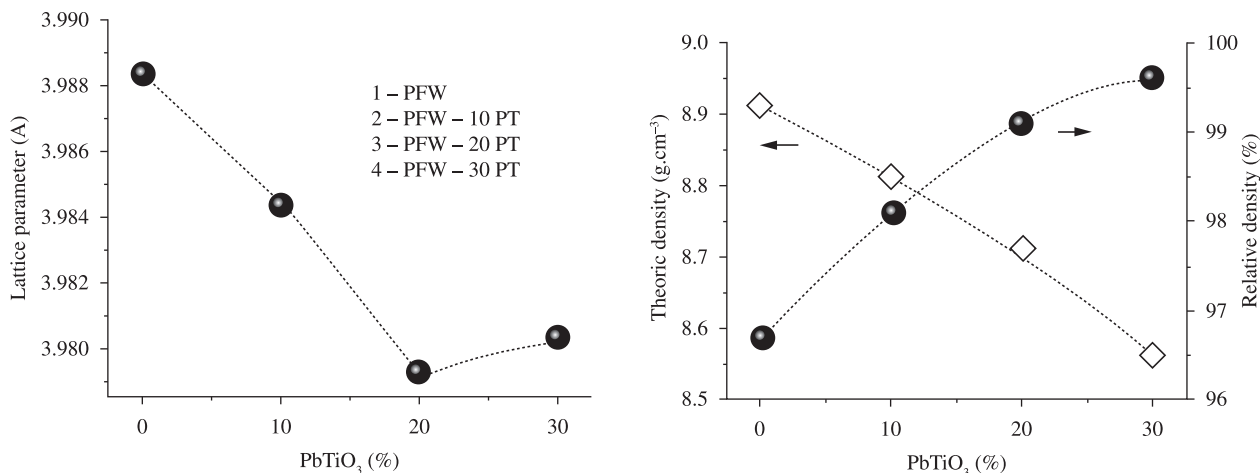 3.990
3.988
3.986
3.984
3.982
3.980
Lattice parameter (A)
1 – PFW
2 – PFW – 10 PT
3 – PFW – 20 PT
4 – PFW – 30 PT
0 10 20 30
PbTiO₃ (%)
9.0
8.9
8.8
8.7
8.6
8.5
Theoric density (g.cm⁻³)
100
99
98
97
96
Relative density (%)
0 10 20 30
PbTiO₃ (%)